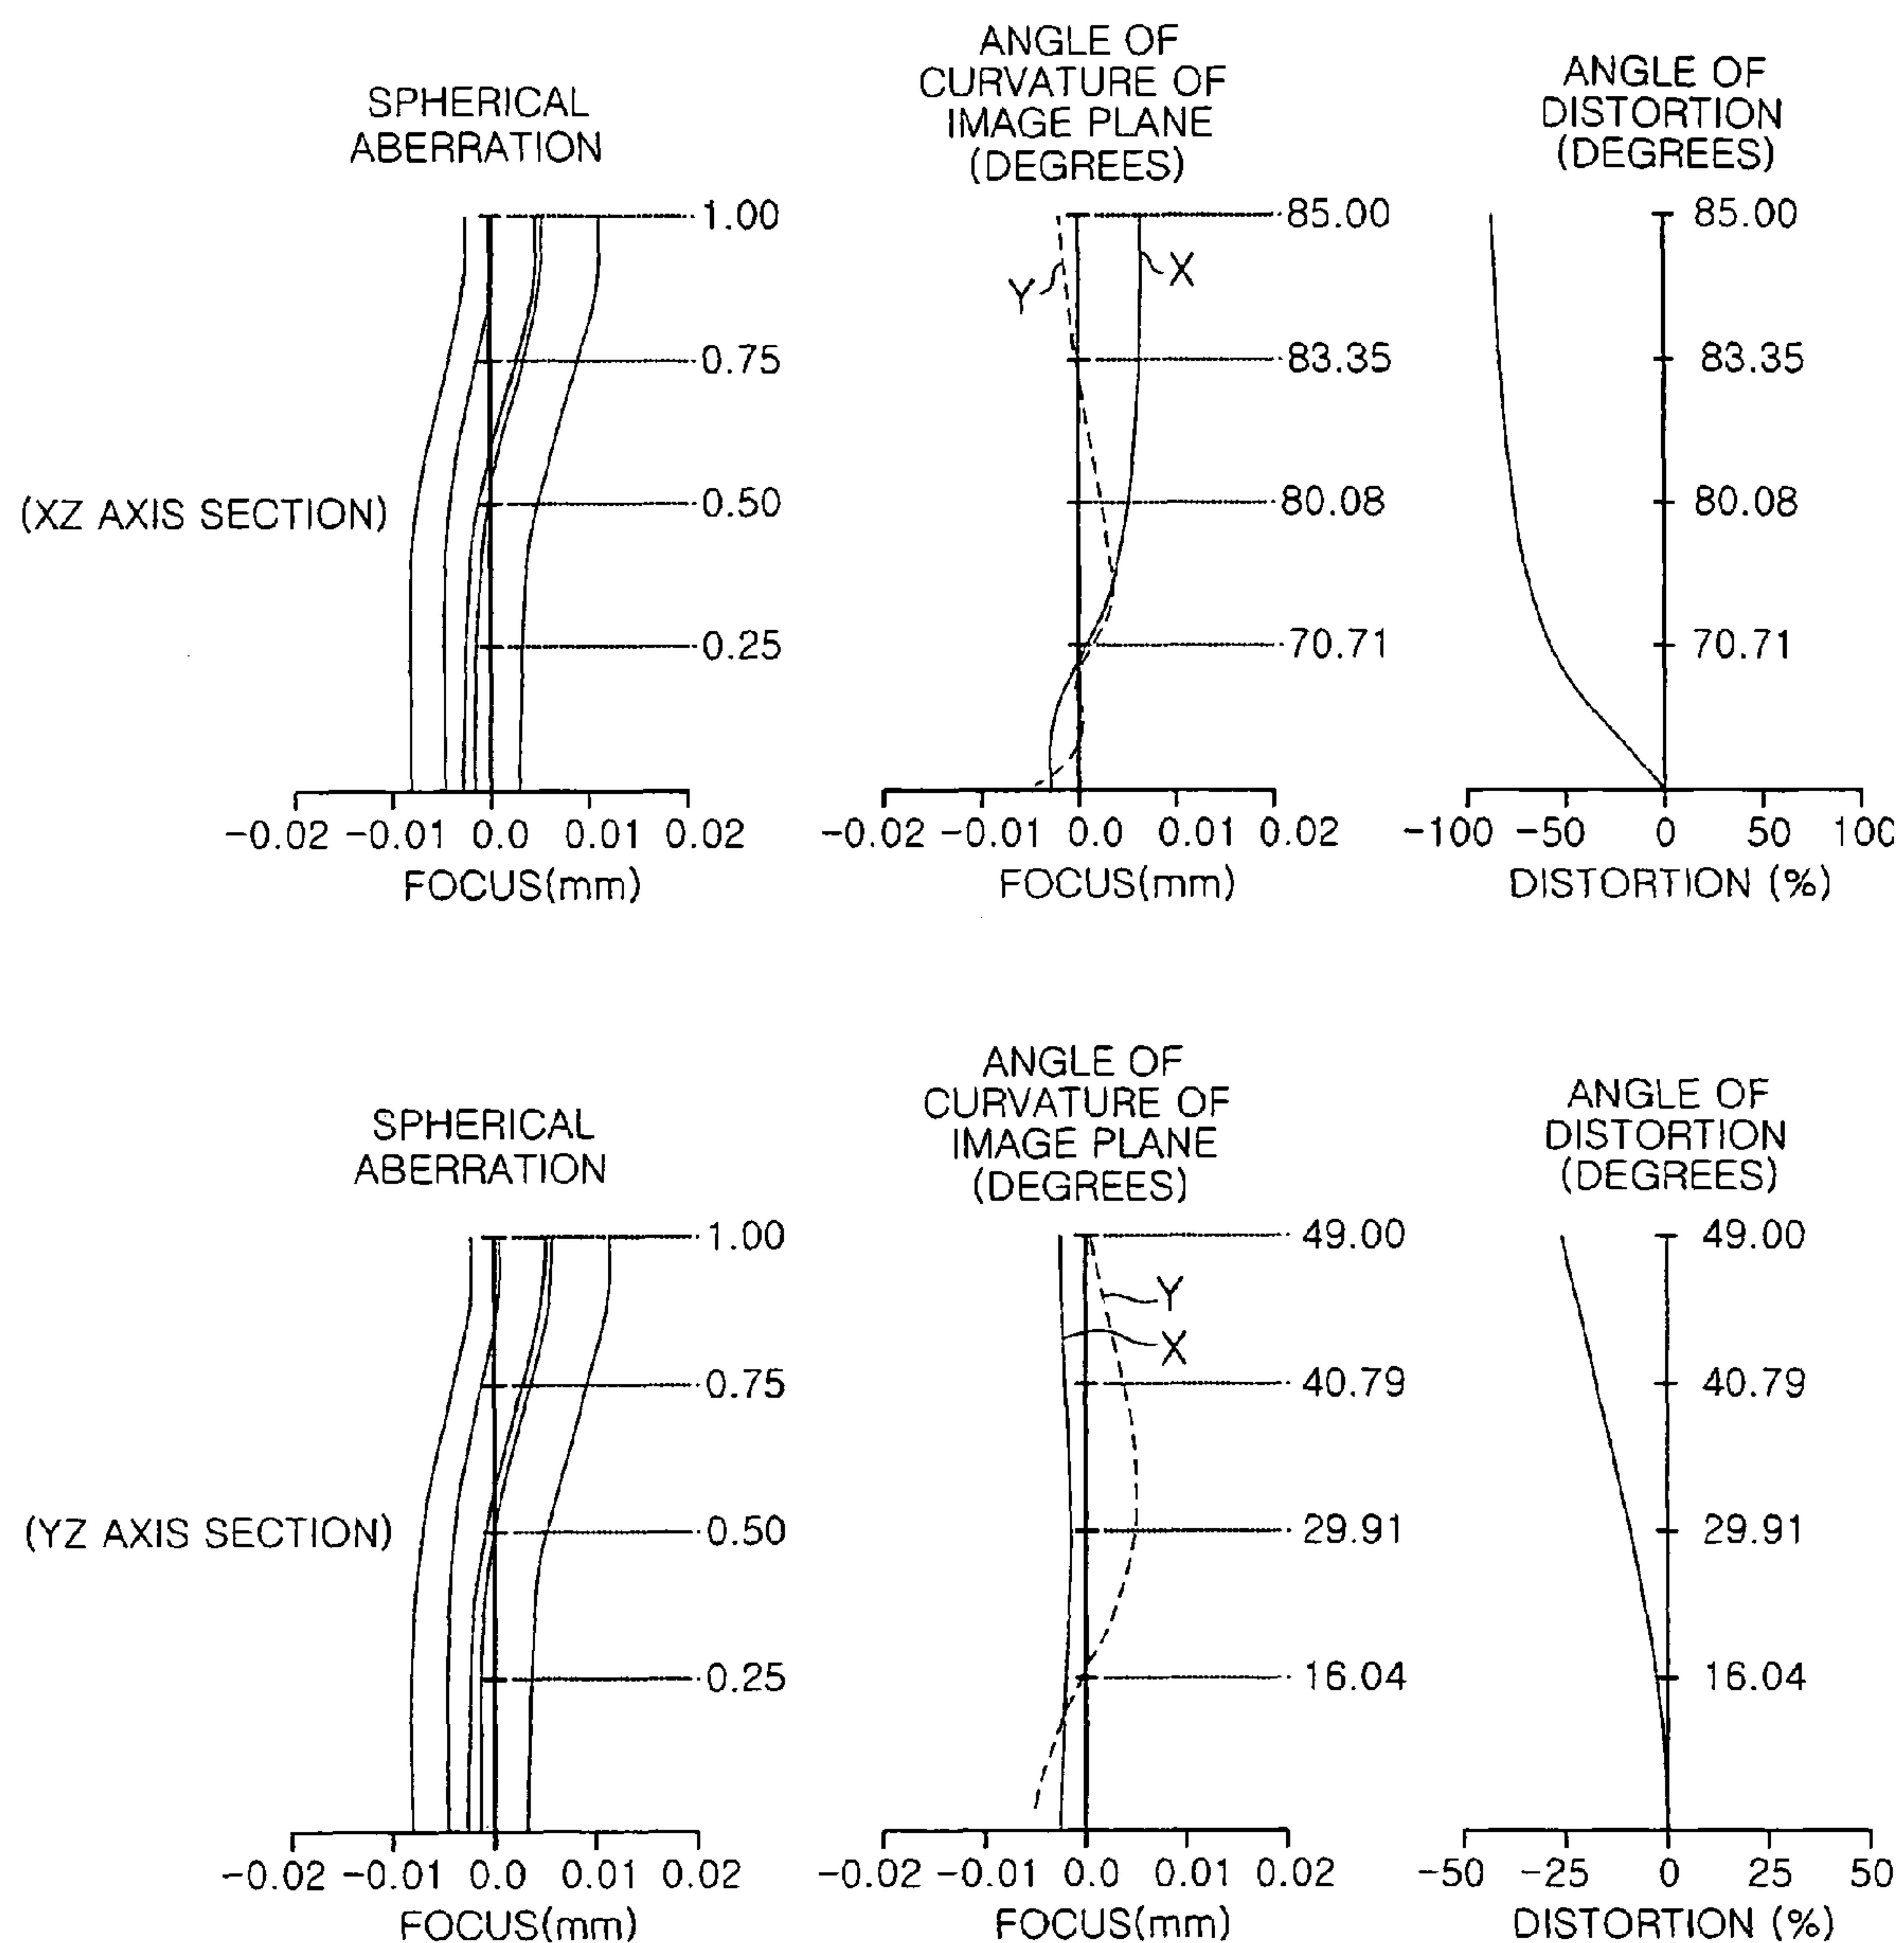 SPHERICAL
ABERRATION
ANGLE OF
CURVATURE OF
IMAGE PLANE
(DEGREES)
ANGLE OF
DISTORTION
(DEGREES)
(XZ AXIS SECTION)
1.00
0.75
0.50
0.25
-0.02 -0.01 0.0 0.01 0.02
FOCUS(mm)
Y
X
85.00
83.35
80.08
70.71
-0.02 -0.01 0.0 0.01 0.02
FOCUS(mm)
85.00
83.35
80.08
70.71
-100 -50 0 50 100
DISTORTION (%)
SPHERICAL
ABERRATION
ANGLE OF
CURVATURE OF
IMAGE PLANE
(DEGREES)
ANGLE OF
DISTORTION
(DEGREES)
(YZ AXIS SECTION)
1.00
0.75
0.50
0.25
-0.02 -0.01 0.0 0.01 0.02
FOCUS(mm)
Y
X
49.00
40.79
29.91
16.04
-0.02 -0.01 0.0 0.01 0.02
FOCUS(mm)
49.00
40.79
29.91
16.04
-50 -25 0 25 50
DISTORTION (%)